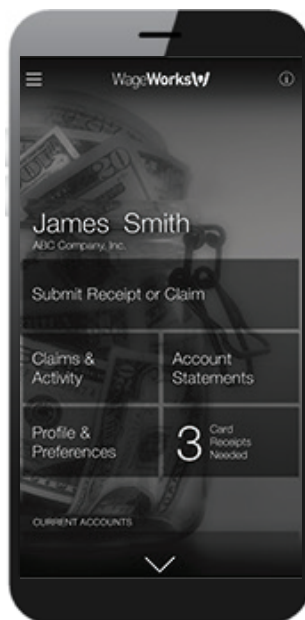 WageWorks
James Smith
ABC Company, Inc.
Submit Receipt or Claim
Claims &
Activity
Account
Statements
Profile &
Preferences
3
Card
Receipts
Needed
CURRENT ACCOUNTS